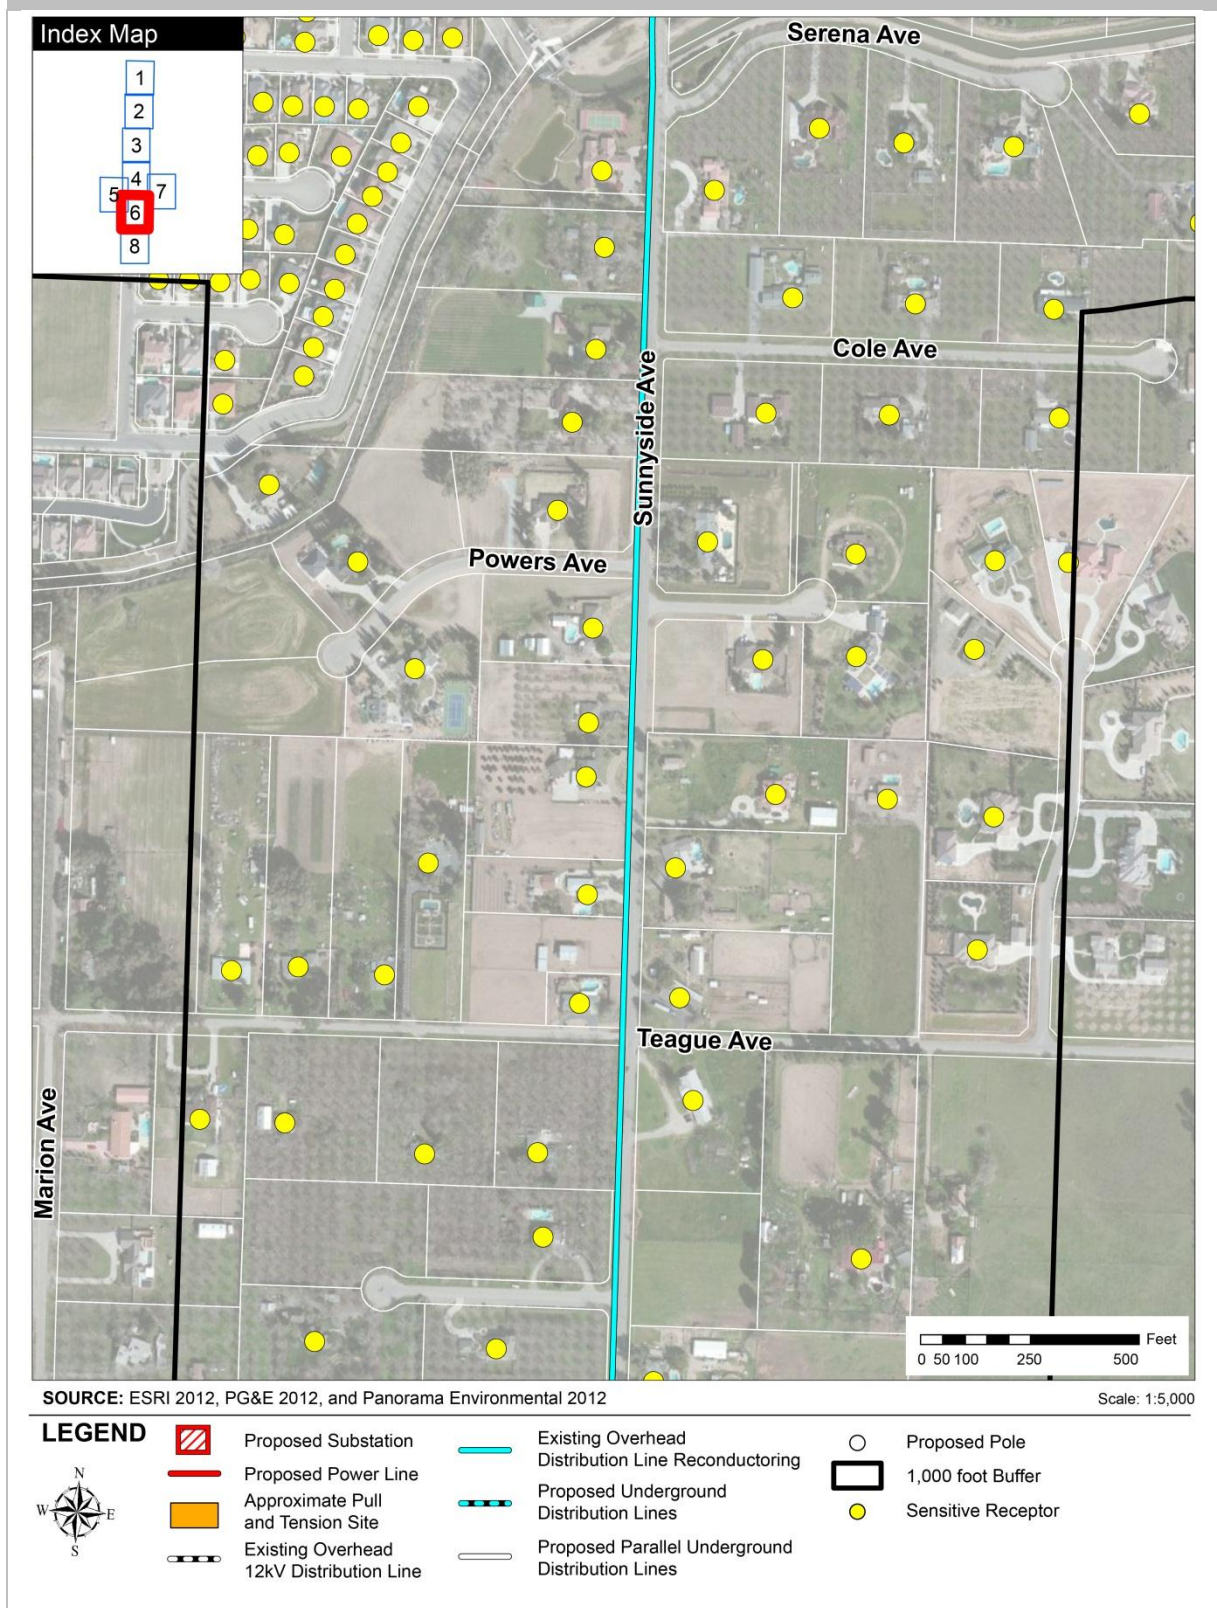 Index Map
1
2
3
4
5
7
6
8
Serena Ave
Cole Ave
Sunnyside Ave
Powers Ave
Teague Ave
Marion Ave
Feet
0 50 100 250 500
SOURCE: ESRI 2012, PG&E 2012, and Panorama Environmental 2012
Scale: 1:5,000
LEGEND
N
W E
S
Proposed Substation
Proposed Power Line
Approximate Pull
and Tension Site
Existing Overhead
12kV Distribution Line
Existing Overhead
Distribution Line Reconductoring
Proposed Underground
Distribution Lines
Proposed Parallel Underground
Distribution Lines
Proposed Pole
1,000 foot Buffer
Sensitive Receptor